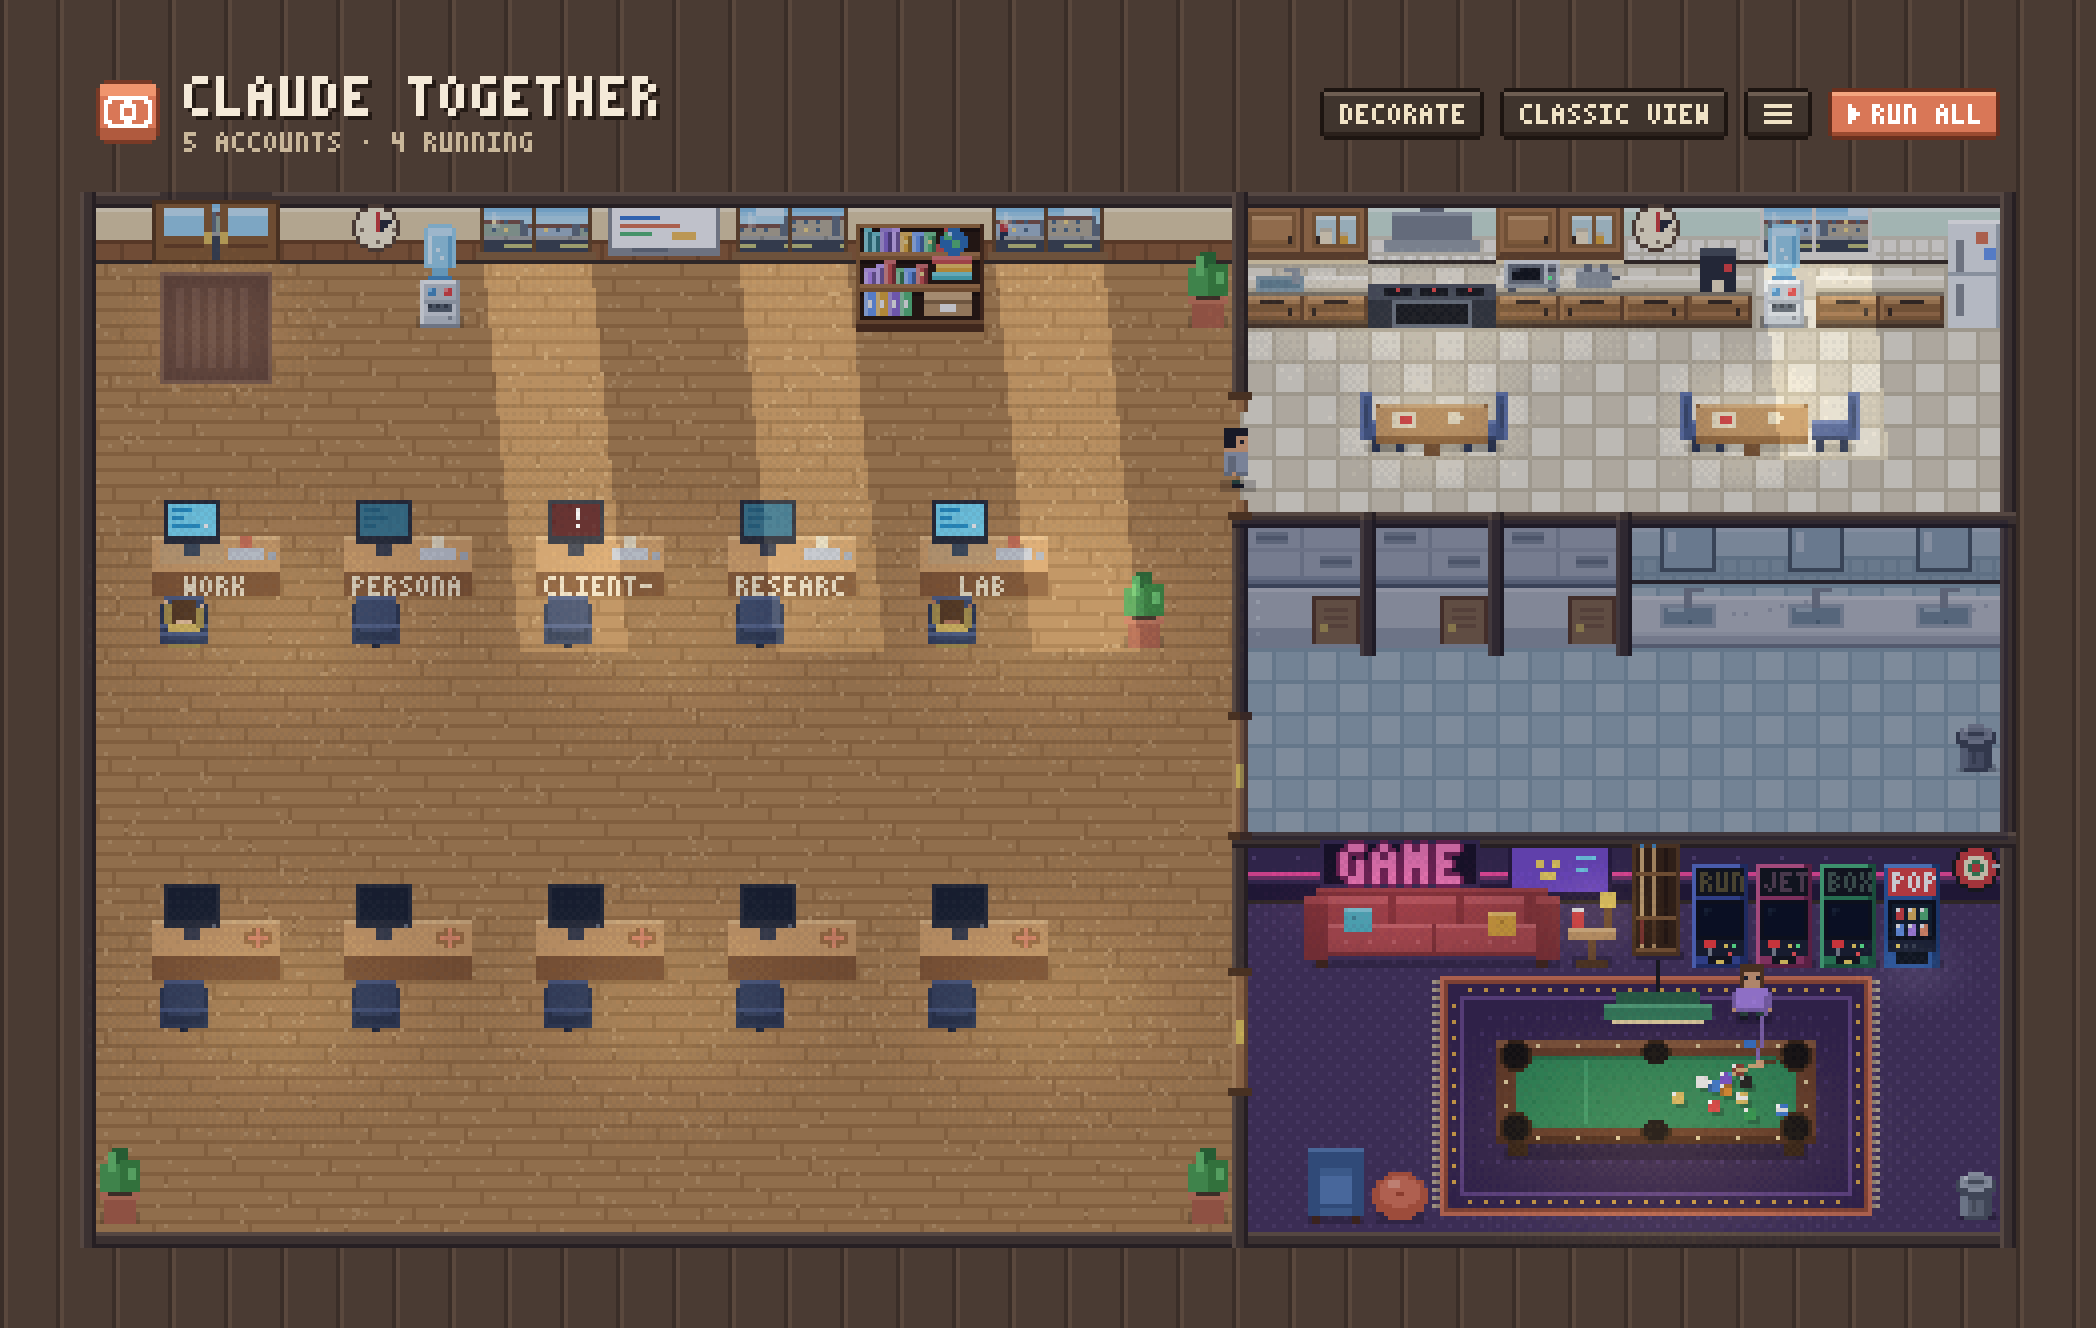 CLAUDE TOGETHER
5 ACCOUNTS · 4 RUNNING
DECORATE
CLASSIC VIEW
RUN ALL
!
WORK
PERSONA
CLIENT-
RESEARC
LAB
GAME
RUN
JET
BOX
POP